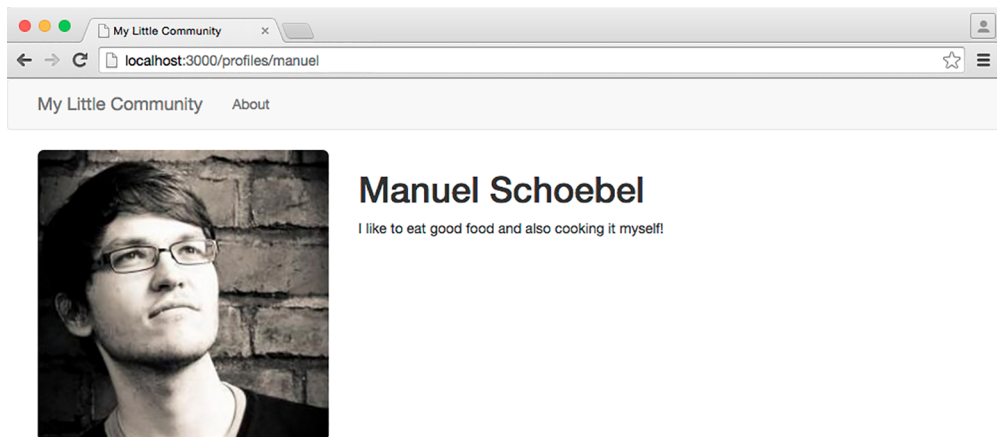 My Little Community
localhost:3000/profiles/manuel
My Little Community About
Manuel Schoebel
I like to eat good food and also cooking it myself!